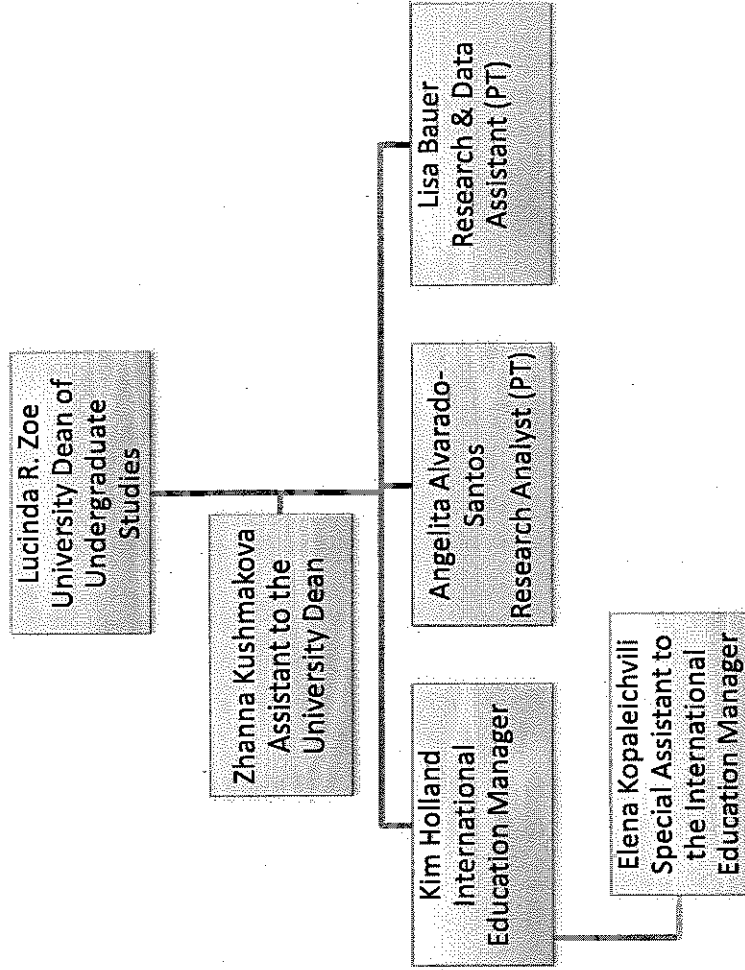 Lucinda R. Zoe
University Dean of
Undergraduate
Studies
Zhanna Kushmakova
Assistant to the
University Dean
Kim Holland
International
Education Manager
Angelita Alvarado-
Santos
Research Analyst (PT)
Lisa Bauer
Research & Data
Assistant (PT)
Elena Kopaleichvili
Special Assistant to
the International
Education Manager